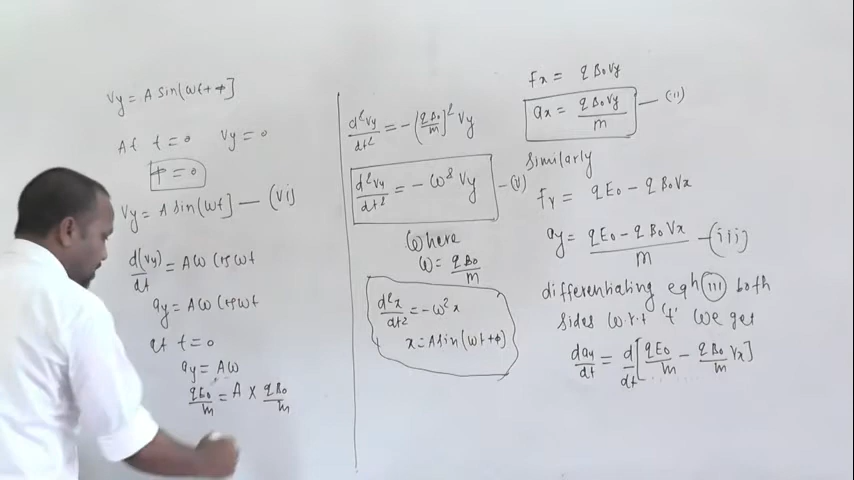 Vy = A sin(ωt + φ]
At t = 0 Vy = 0
φ = 0
Vy = A sin[ωt] — (vi)
d(vy)/dt = Aω cos ωt
ay = Aω cos ωt
at t = 0
ay = Aω
qE₀/m = A × qB₀/m
d²vy/dt² = -(qB₀/m)² Vy
d²vy/dt² = -ω² Vy — (v)
Where
ω = qB₀/m
d²x/dt² = -ω² x
x = A sin(ωt + φ)
Fx = qB₀Vy
ax = qB₀Vy/m — (ii)
Similarly
Fy = qE₀ - qB₀Vx
ay = qE₀ - qB₀Vx/m — (iii)
differentiating eqn (iii) both
sides w.r.t 't' we get
day/dt = d/dt[qE₀/m - qB₀/m Vx]